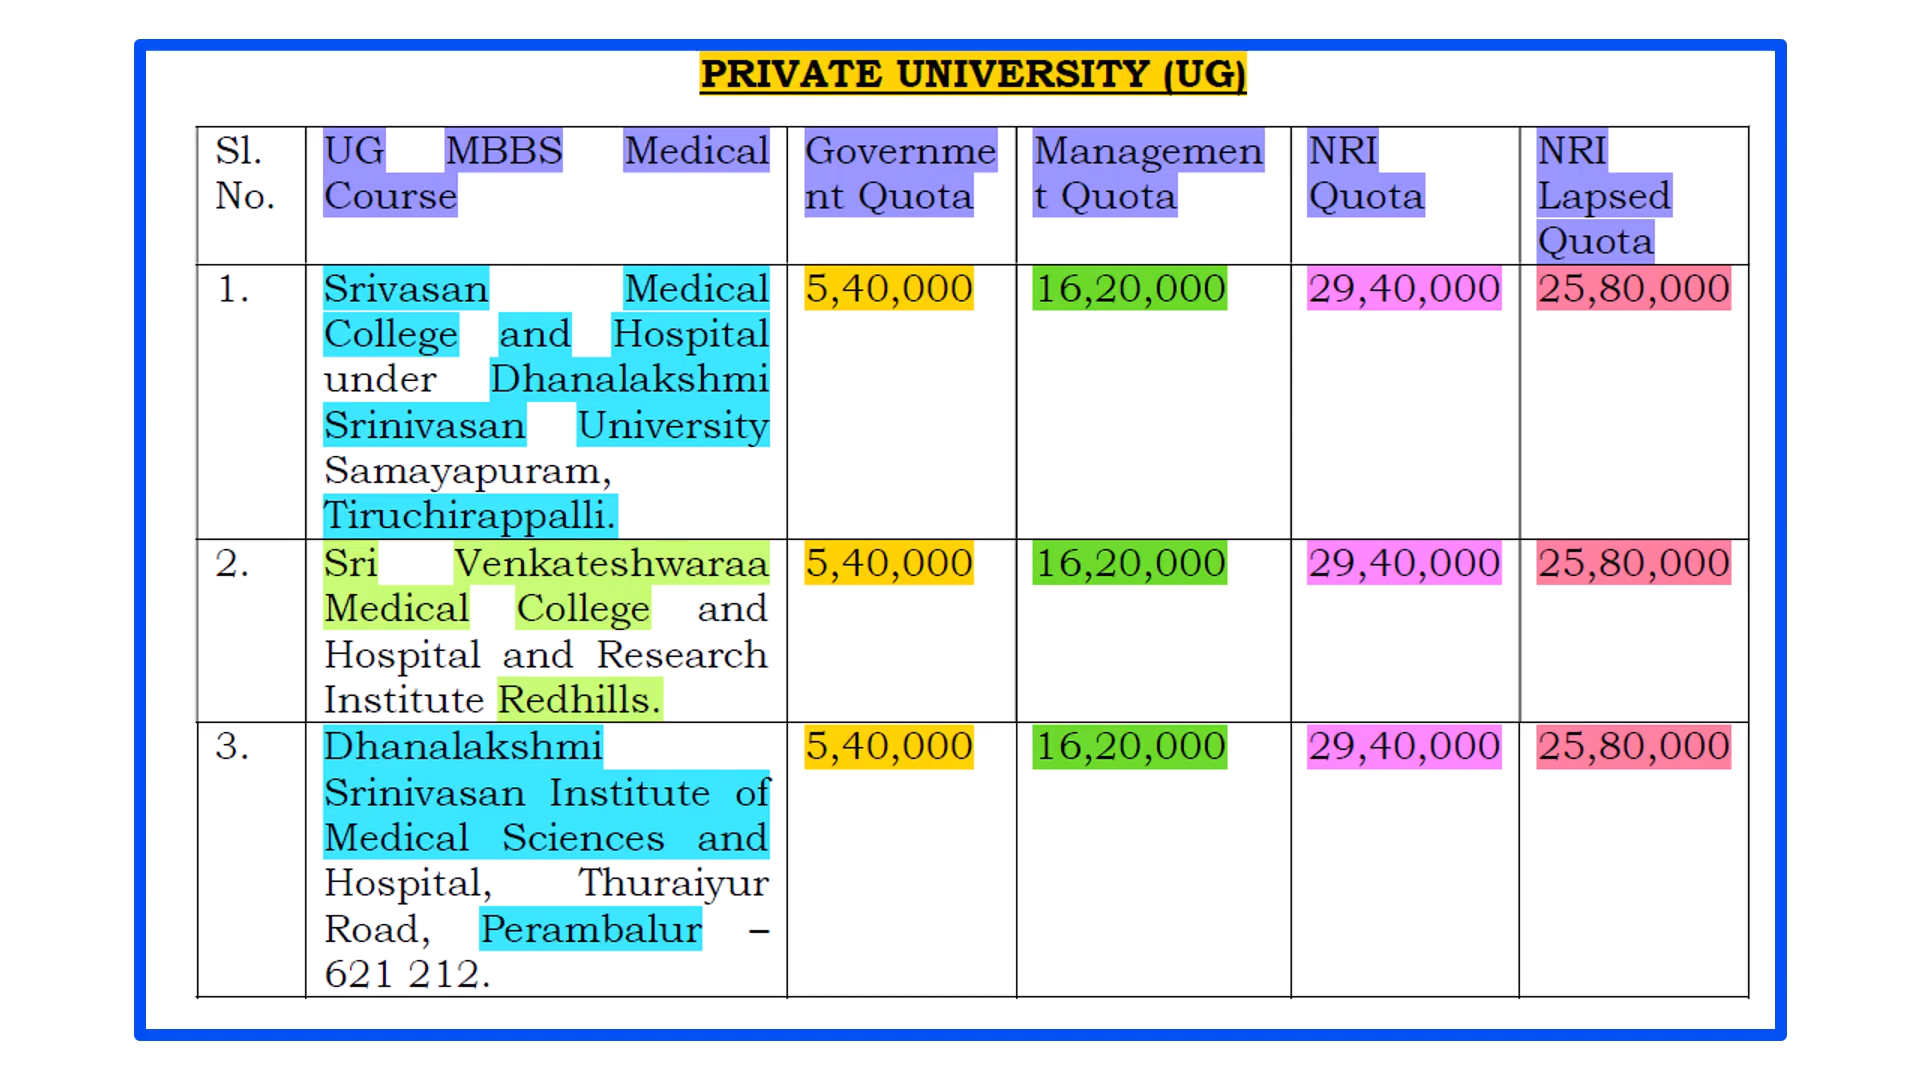 PRIVATE UNIVERSITY (UG)
Sl. No. UG MBBS Medical Course Governme nt Quota Managemen t Quota NRI Quota NRI Lapsed Quota
1. Srivasan Medical 5,40,000 16,20,000 29,40,000 25,80,000
College and Hospital
under Dhanalakshmi
Srinivasan University
Samayapuram,
Tiruchirappalli.
2. Sri Venkateshwaraa 5,40,000 16,20,000 29,40,000 25,80,000
Medical College and
Hospital and Research
Institute Redhills.
3. Dhanalakshmi 5,40,000 16,20,000 29,40,000 25,80,000
Srinivasan Institute of
Medical Sciences and
Hospital, Thuraiyur
Road, Perambalur –
621 212.